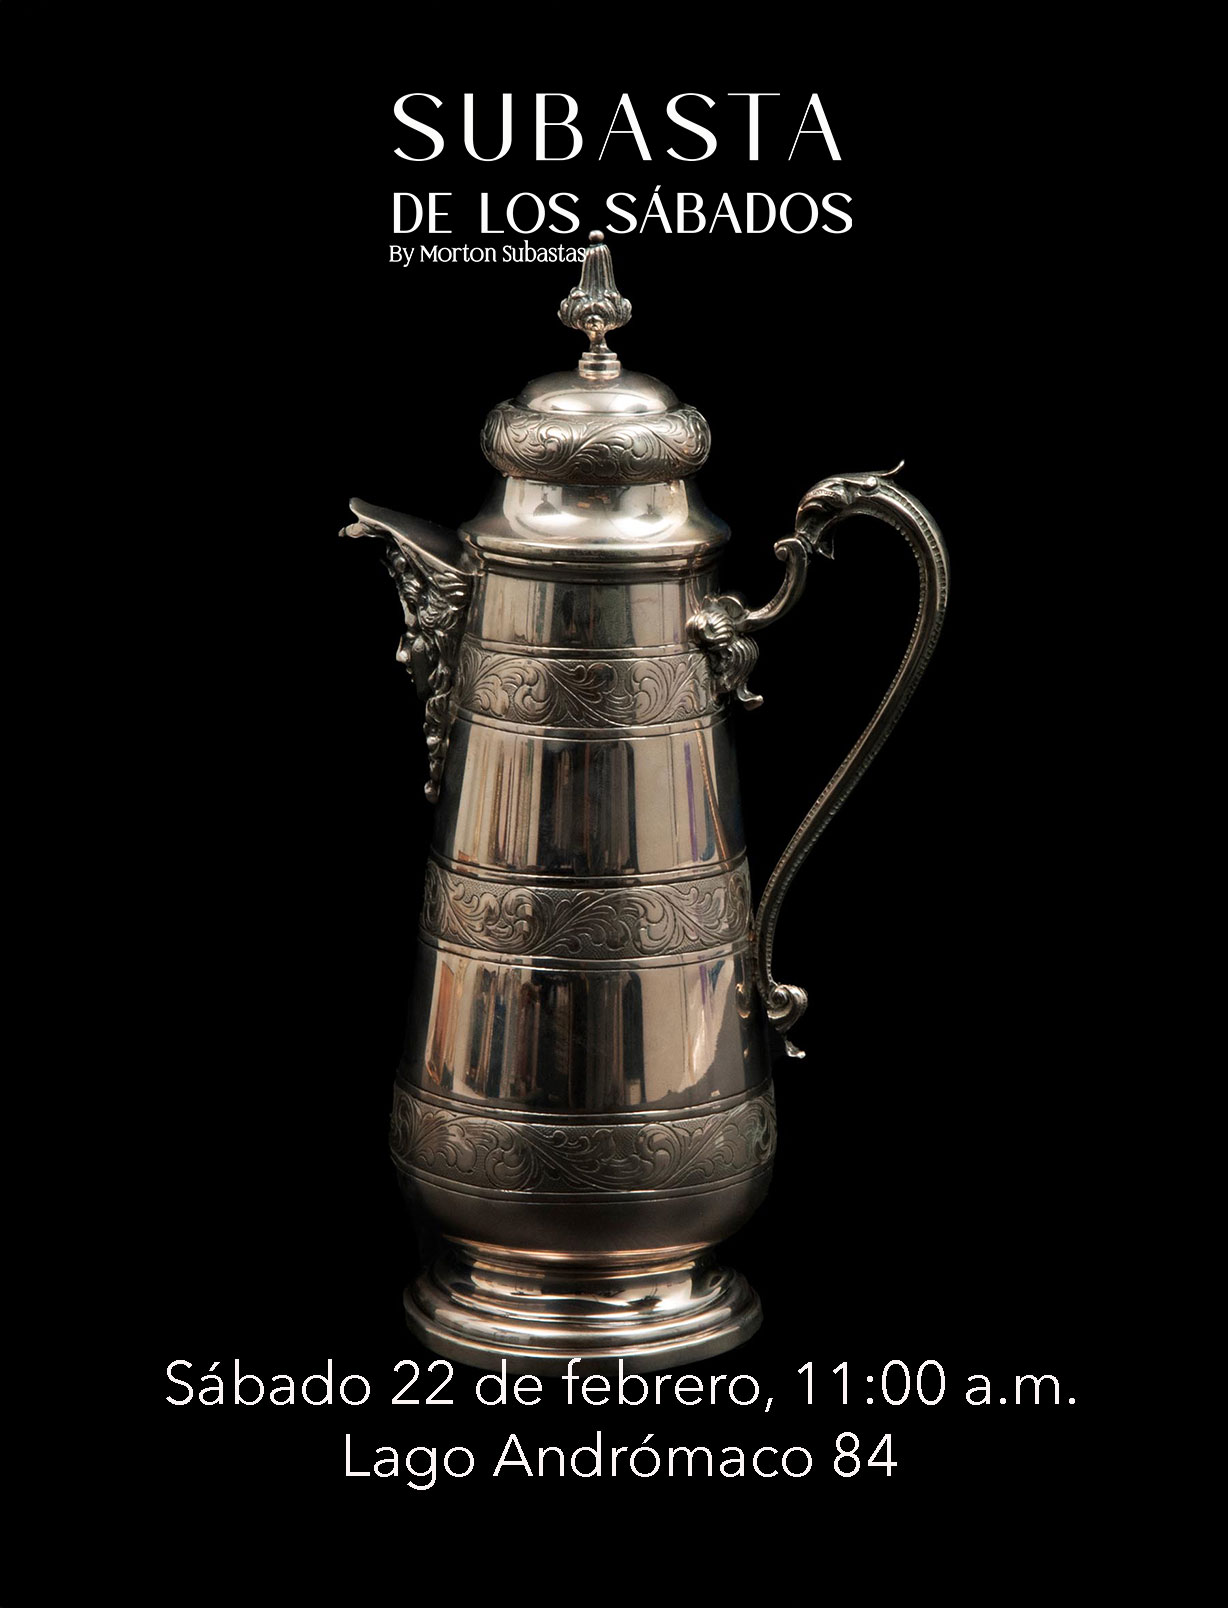 SUBASTA
DE LOS SÁBADOS
By Morton Subastas
Sábado 22 de febrero, 11:00 a.m.
Lago Andrómaco 84